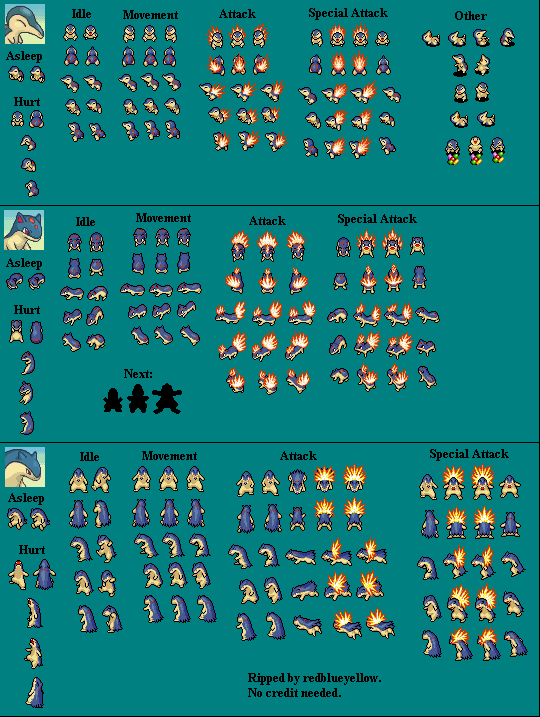 Idle
Movement
Attack
Special Attack
Other
Asleep
Hurt
Idle
Movement
Attack
Special Attack
Asleep
Hurt
Next:
Idle
Movement
Attack
Special Attack
Asleep
Hurt
Ripped by redblueyellow.
No credit needed.